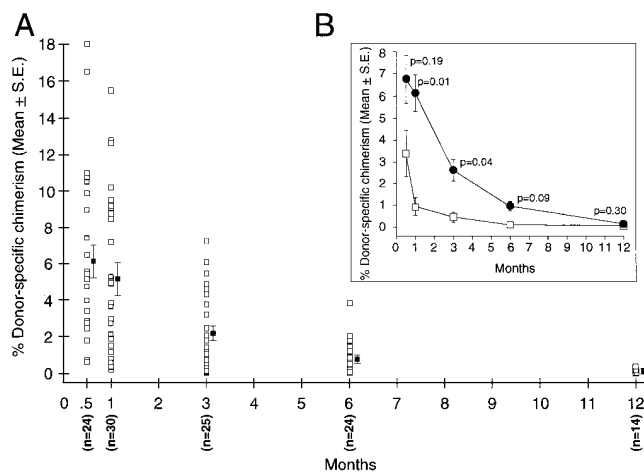 A
% Donor-specific chimerism (Mean ± S.E.)
18
16
14
12
10
8
6
4
2
0
0 .5 1 2 3 4 5 6 7 8 9 10 11 12
(n=24) (n=30) (n=25) (n=24) (n=14)
Months
B
% Donor-specific chimerism (Mean ± S.E.)
8
7
6
5
4
3
2
1
0
p=0.19
p=0.01
p=0.04
p=0.09
p=0.30
0 1 2 3 4 5 6 7 8 9 10 11 12
Months